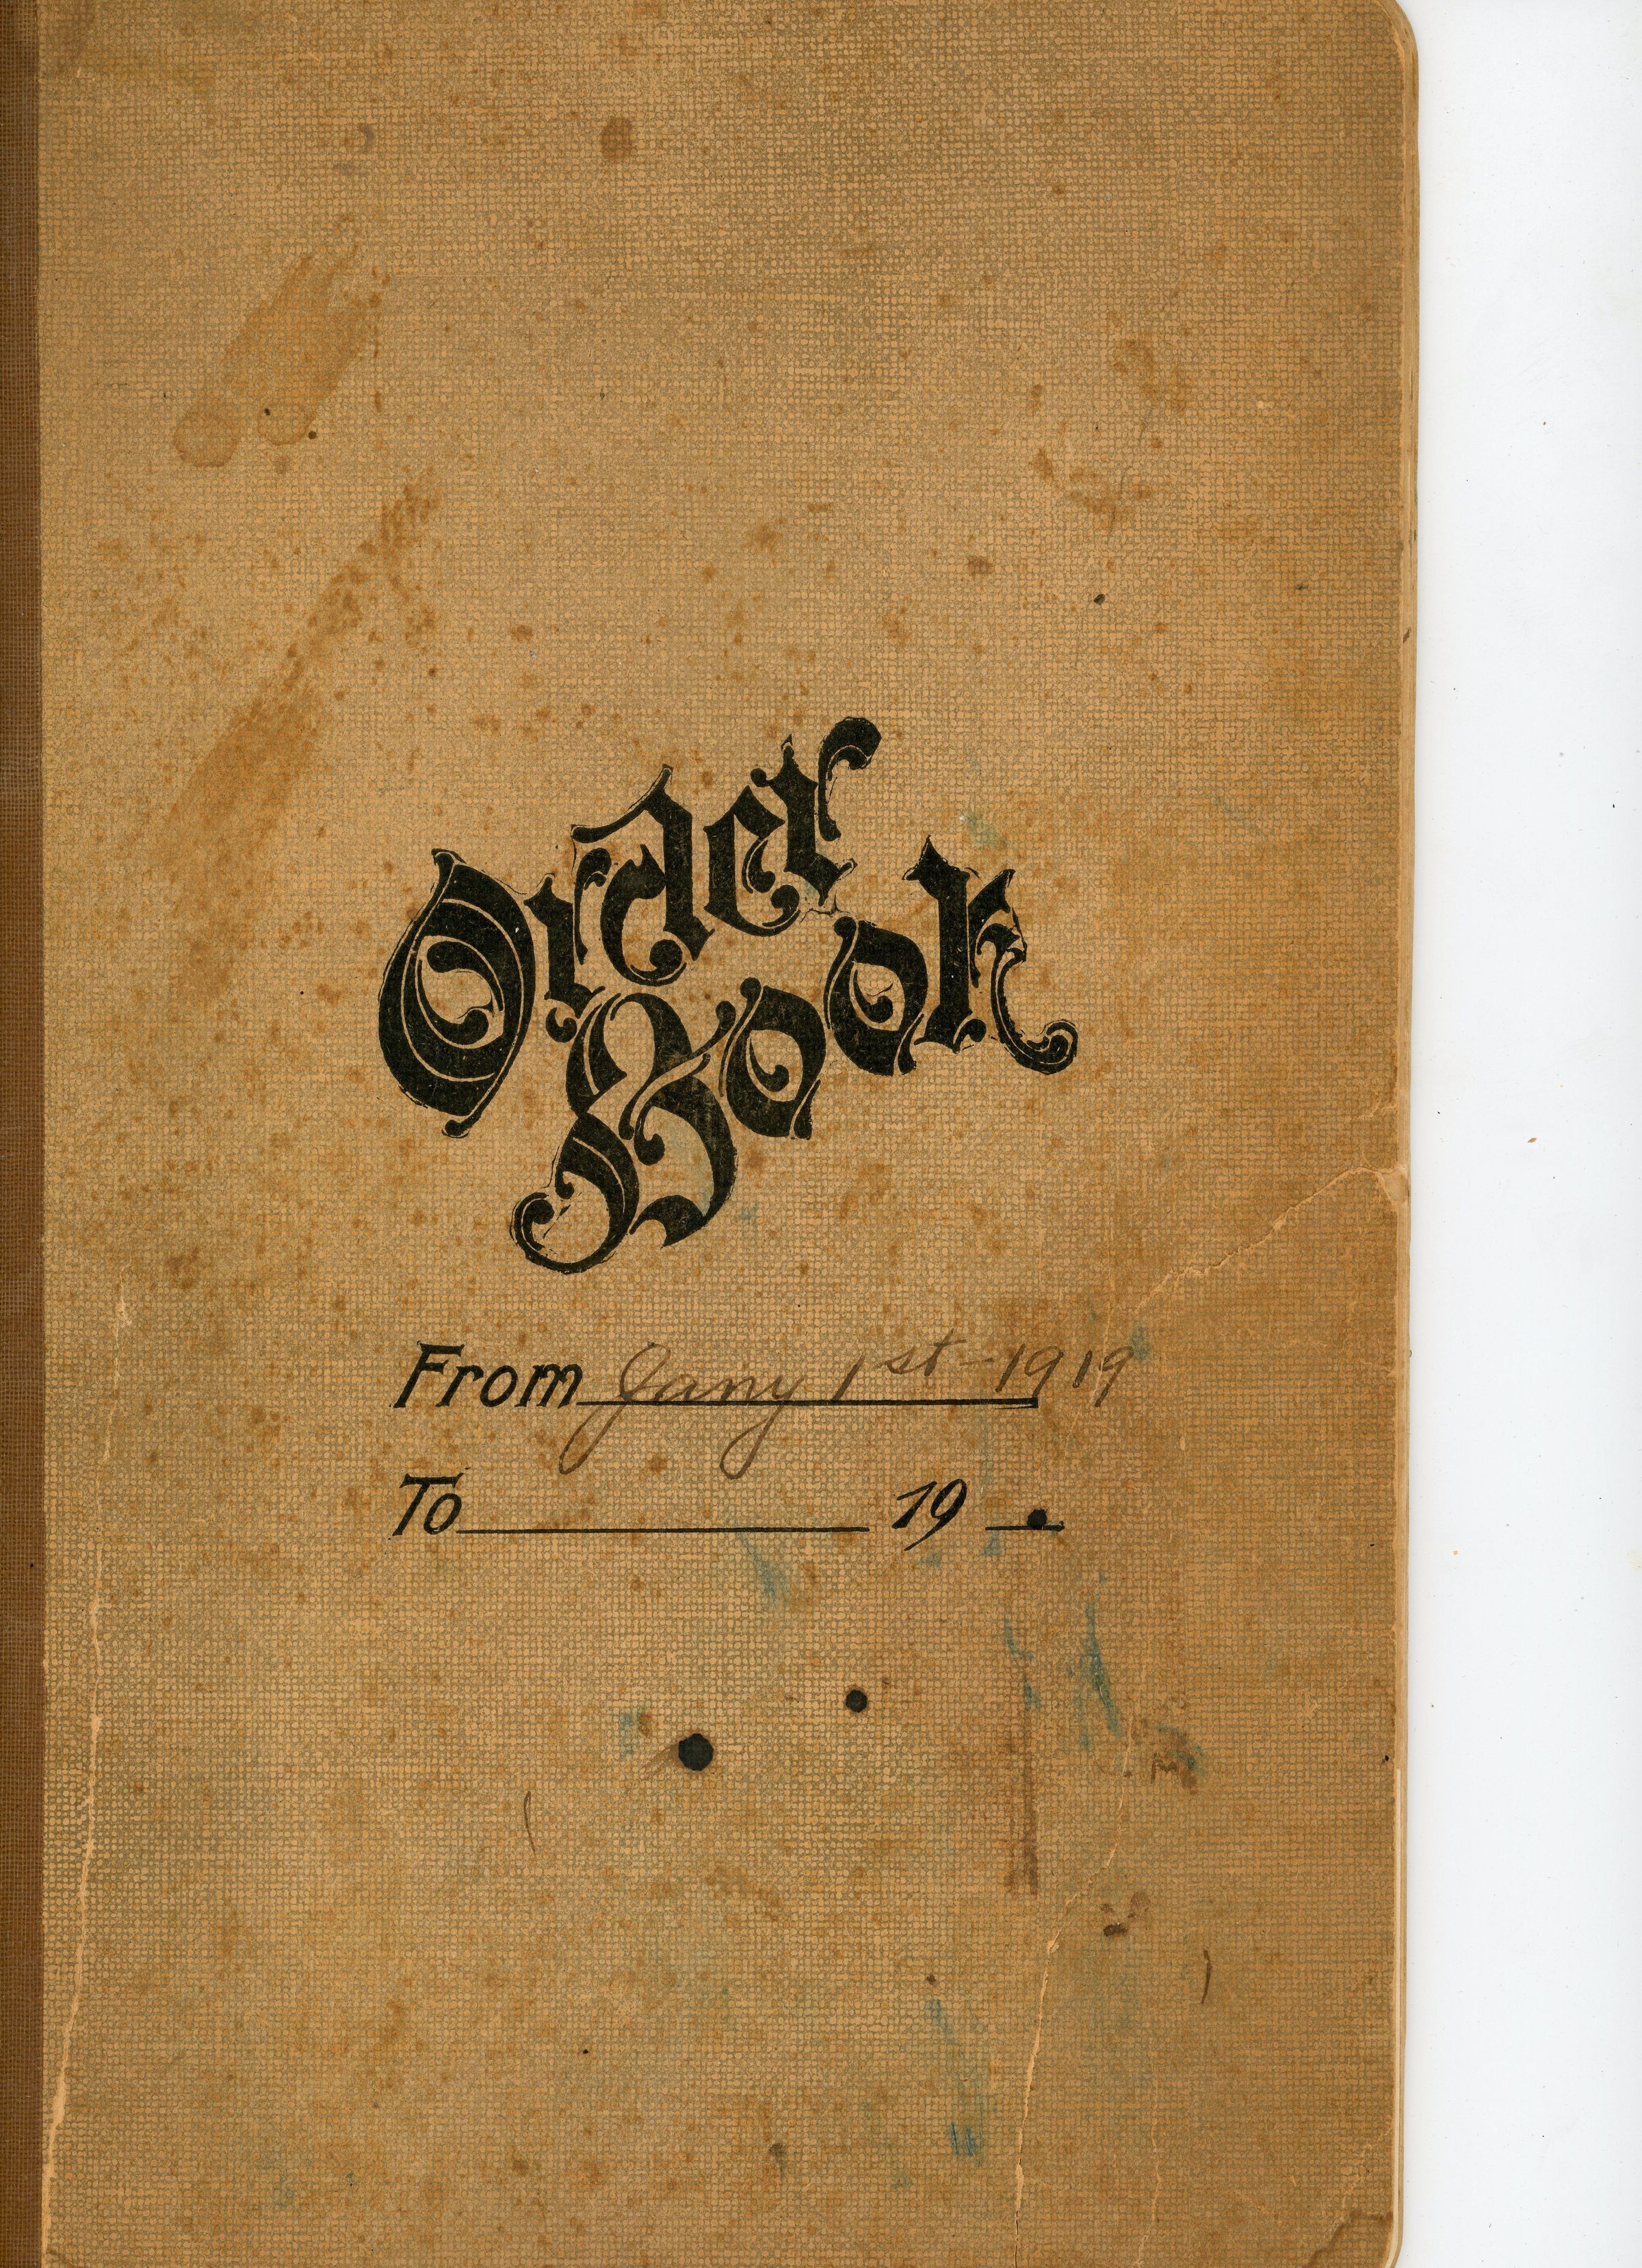 Order
Book
From Jany 1st - 1919
To 19